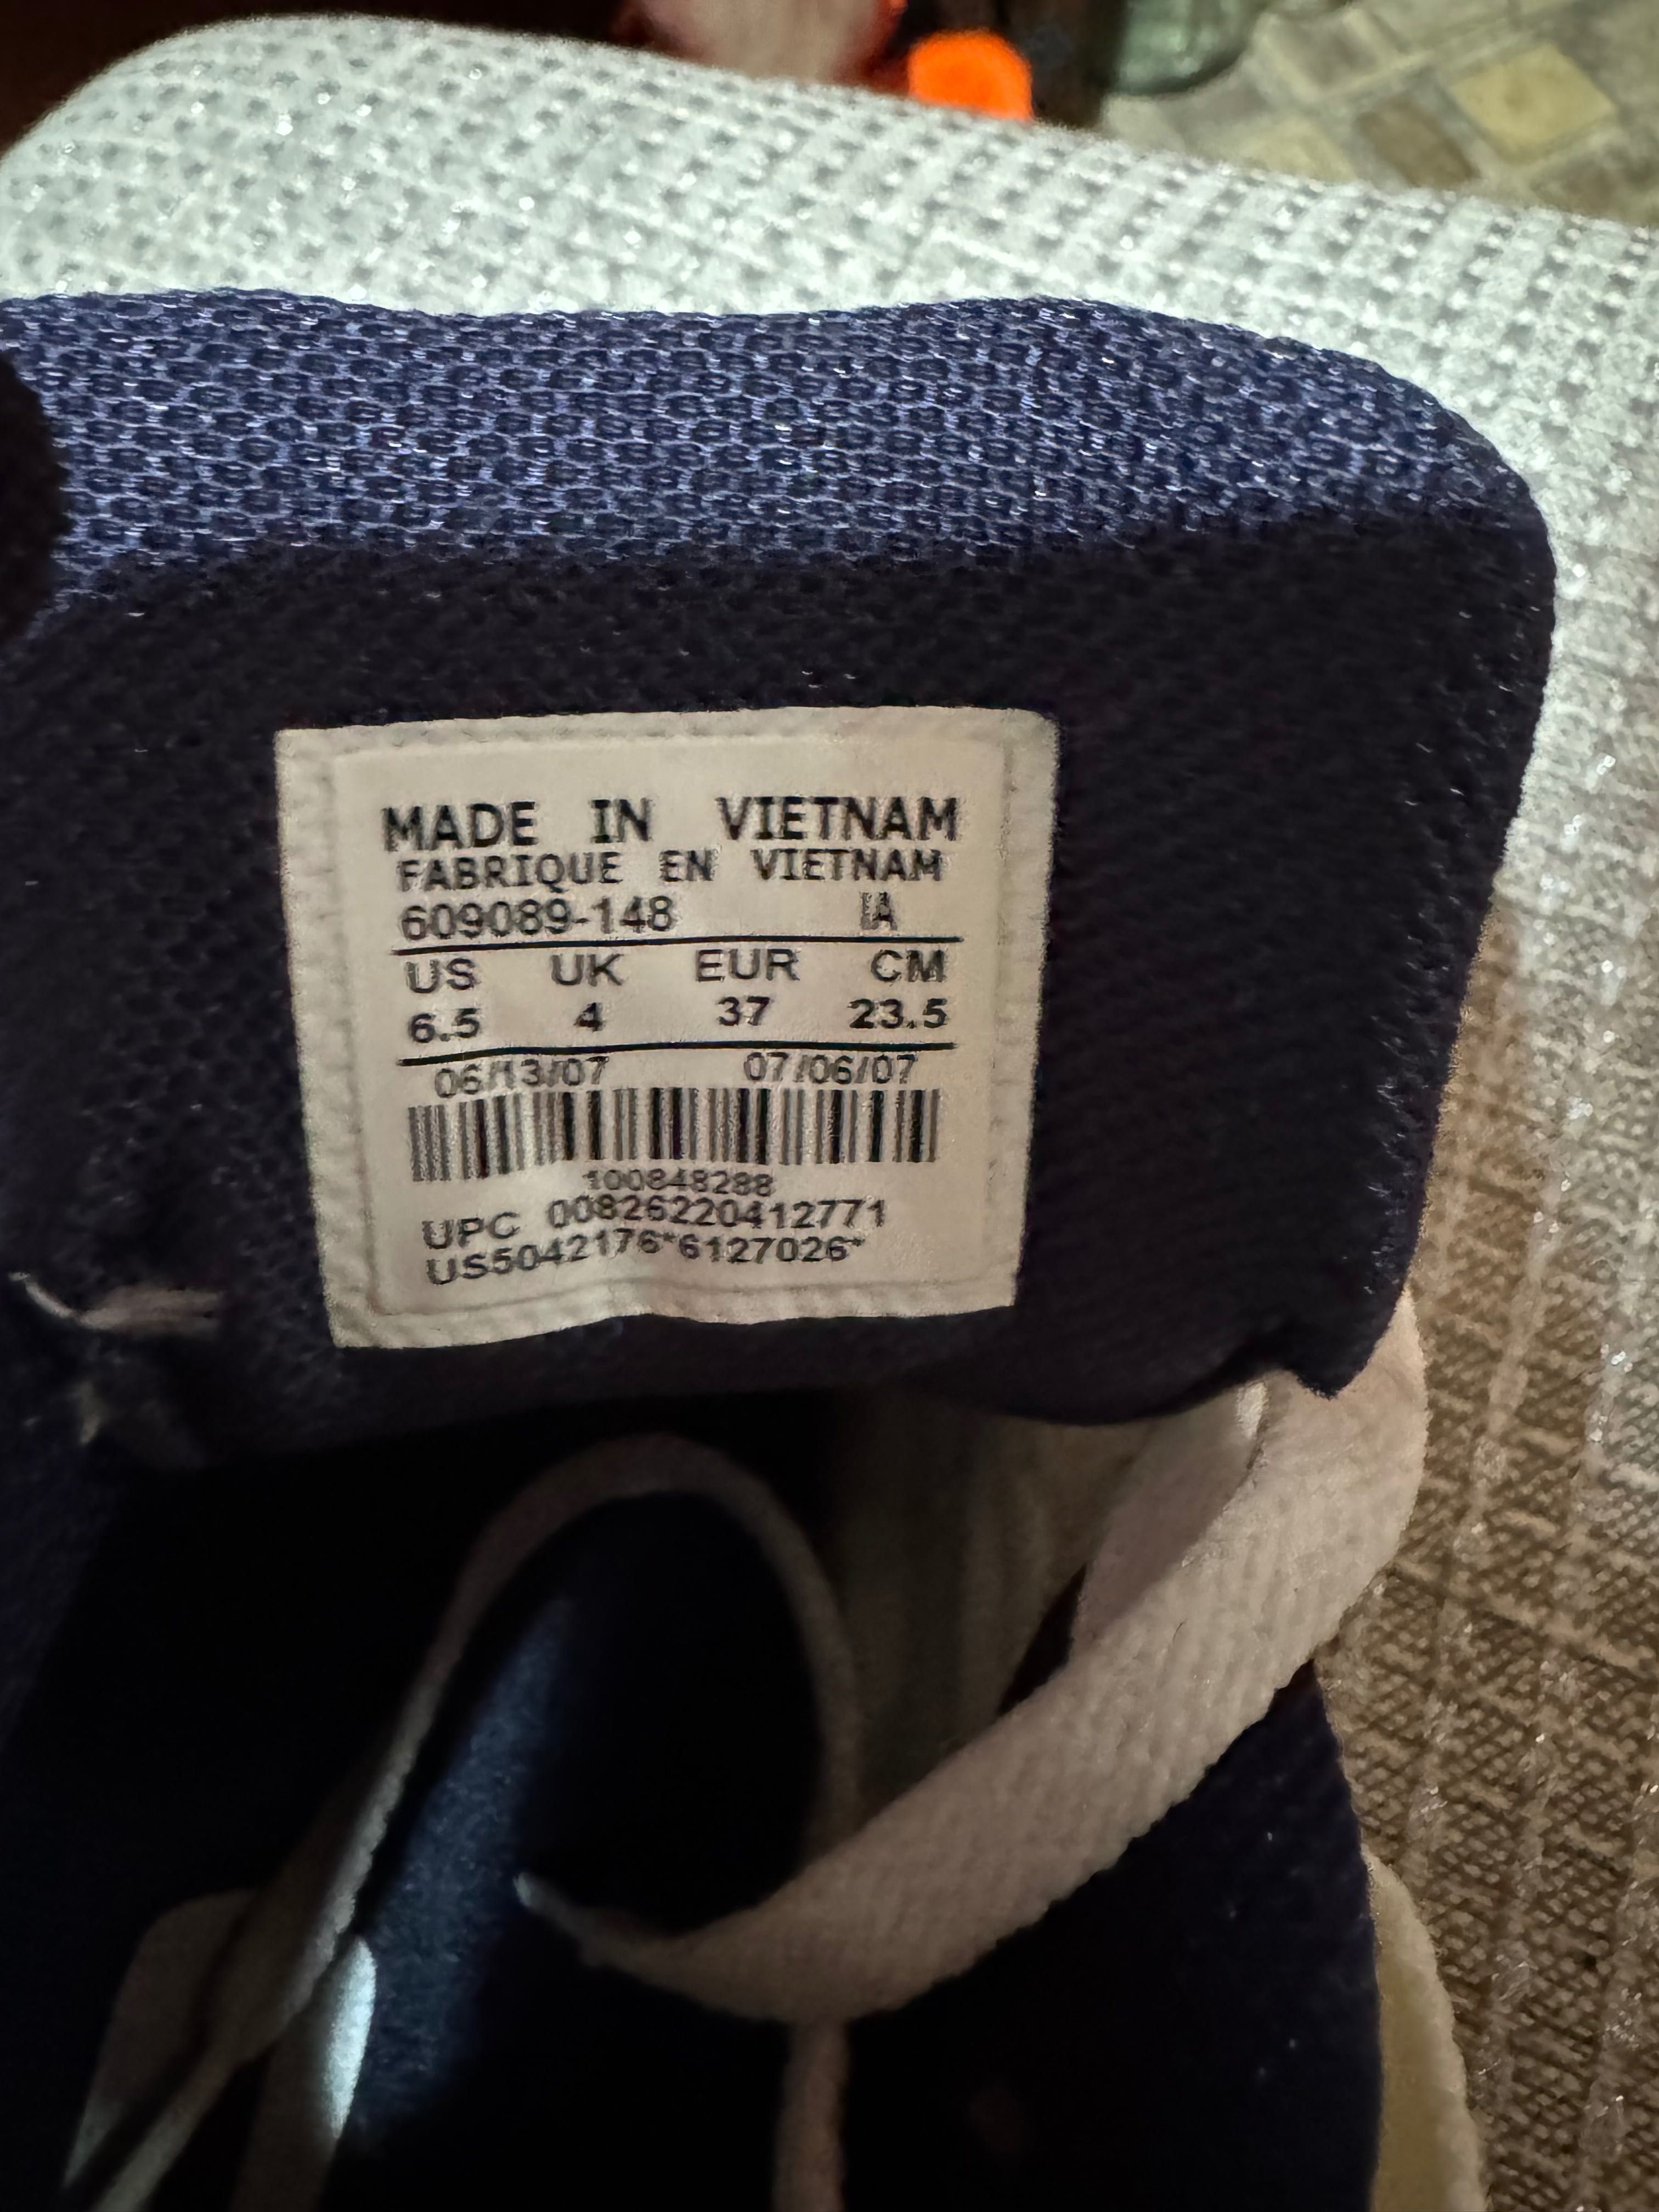 MADE IN VIETNAM
FABRIQUE EN VIETNAM
609089-148 IA
US UK EUR CM
6.5 4 37 23.5
06/13/07 07/06/07
100848288
UPC 00826220412771
US5042176*6127026*